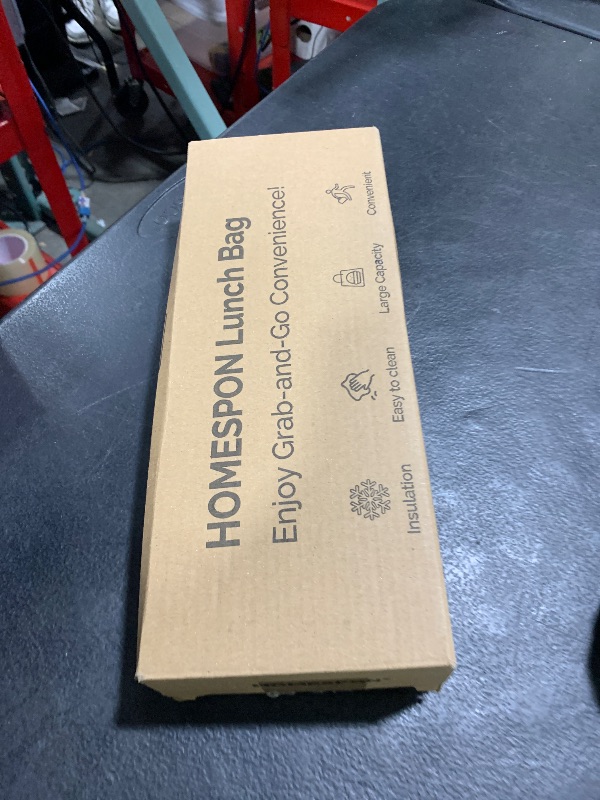 HOMESPON Lunch Bag
Enjoy Grab-and-Go Convenience!
Insulation
Easy to clean
Large Capacity
Convenient